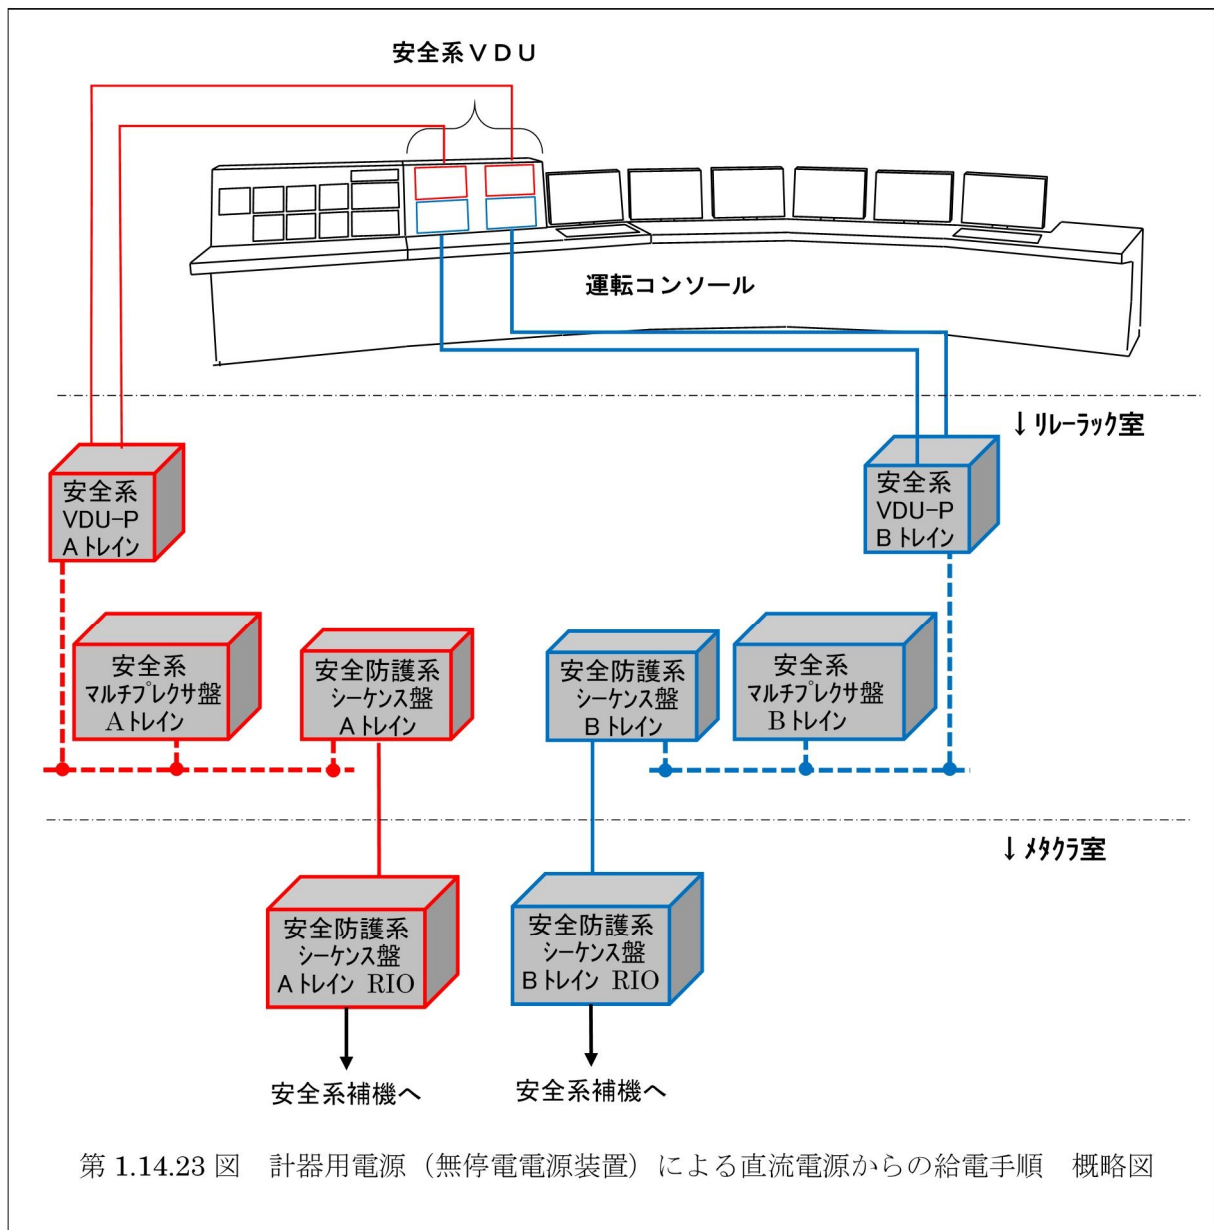 安全系ＶＤＵ
運転コンソール
↓ﾘﾚｰﾗｯｸ室
安全系
VDU-P
A ﾄﾚｲﾝ
安全系
VDU-P
B ﾄﾚｲﾝ
安全系
ﾏﾙﾁﾌﾟﾚｸｻ盤
A ﾄﾚｲﾝ
安全防護系
ｼｰｹﾝｽ盤
A ﾄﾚｲﾝ
安全防護系
ｼｰｹﾝｽ盤
B ﾄﾚｲﾝ
安全系
ﾏﾙﾁﾌﾟﾚｸｻ盤
B ﾄﾚｲﾝ
↓ﾒﾀｸﾗ室
安全防護系
ｼｰｹﾝｽ盤
A ﾄﾚｲﾝ RIO
安全防護系
ｼｰｹﾝｽ盤
B ﾄﾚｲﾝ RIO
安全系補機へ
安全系補機へ
第 1.14.23 図　計器用電源（無停電電源装置）による直流電源からの給電手順　概略図